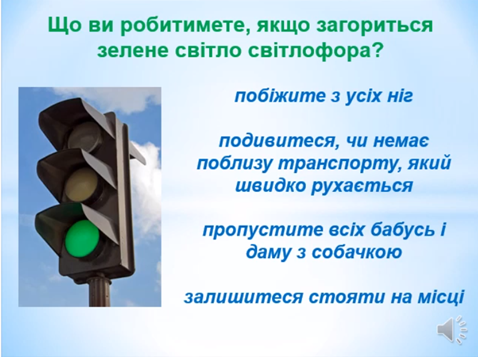 Що ви робитимете, якщо загориться
зелене світло світлофора?
побіжите з усіх ніг
подивитеся, чи немає
поблизу транспорту, який
швидко рухається
пропустите всіх бабусь і
даму з собачкою
залишитеся стояти на місці